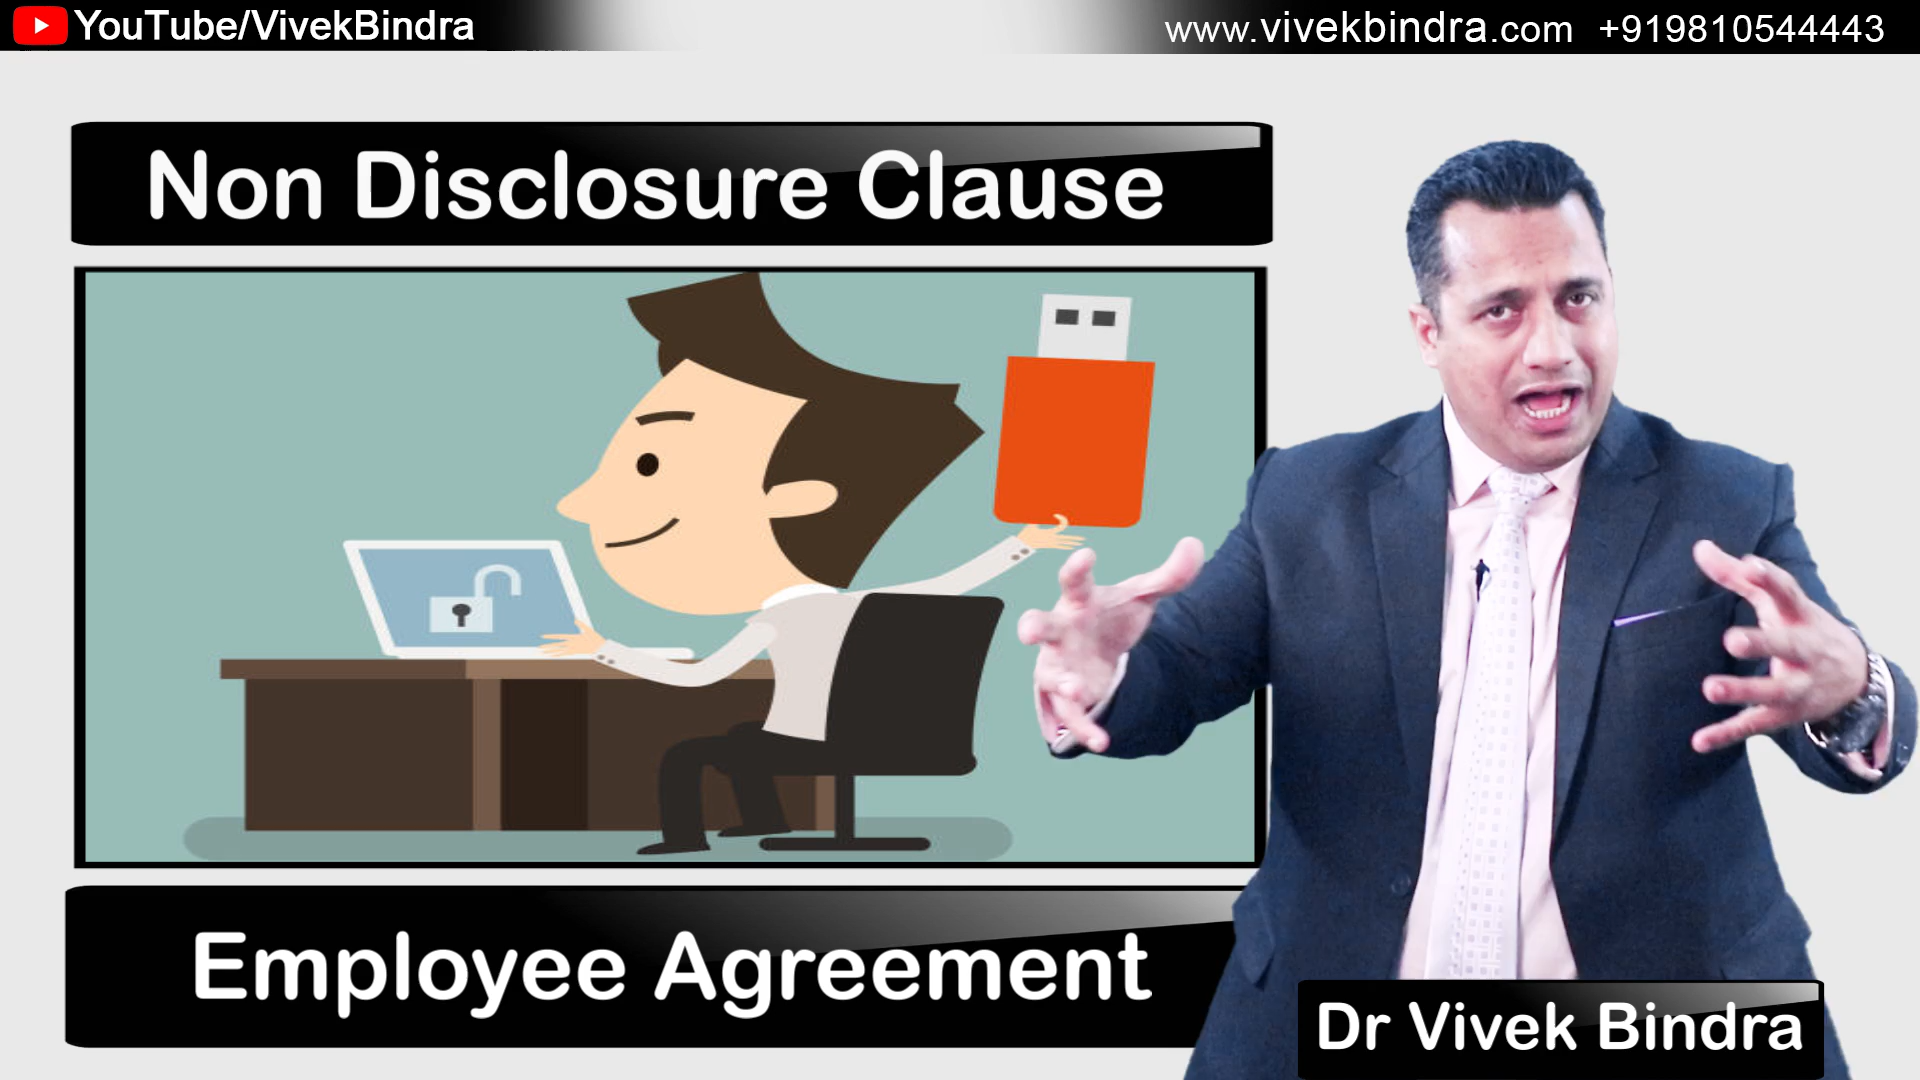 YouTube/VivekBindra
www.vivekbindra.com +919810544443
Non Disclosure Clause
Employee Agreement
Dr Vivek Bindra